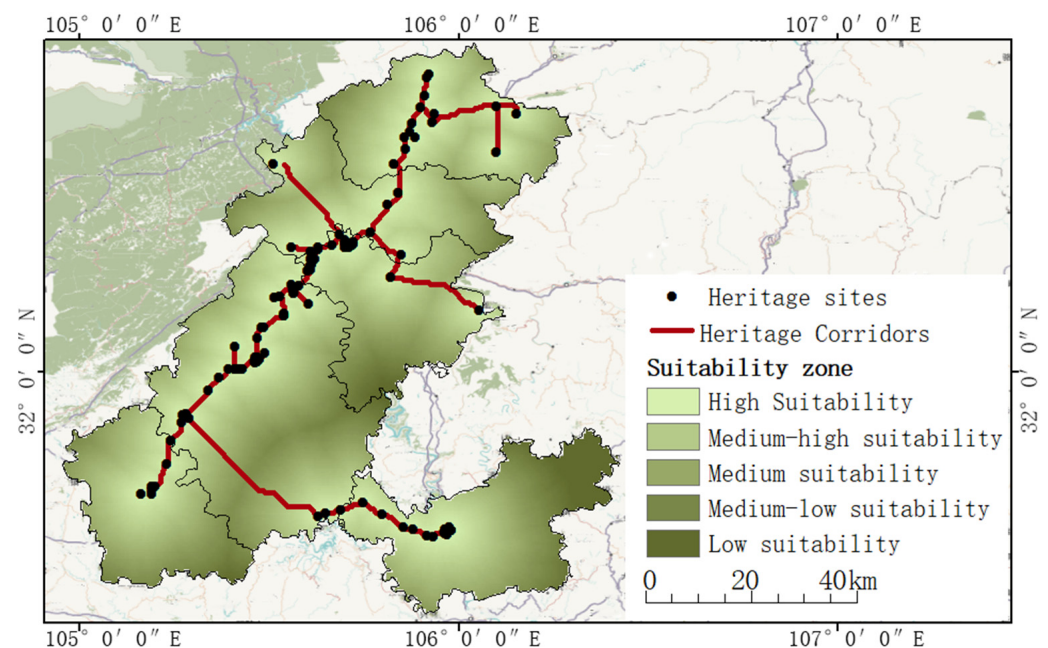 105° 0′ 0″ E
106° 0′ 0″ E
107° 0′ 0″ E
32° 0′ 0″ N
32° 0′ 0″ N
Heritage sites
Heritage Corridors
Suitability zone
High Suitability
Medium-high suitability
Medium suitability
Medium-low suitability
Low suitability
0 20 40km
105° 0′ 0″ E
106° 0′ 0″ E
107° 0′ 0″ E